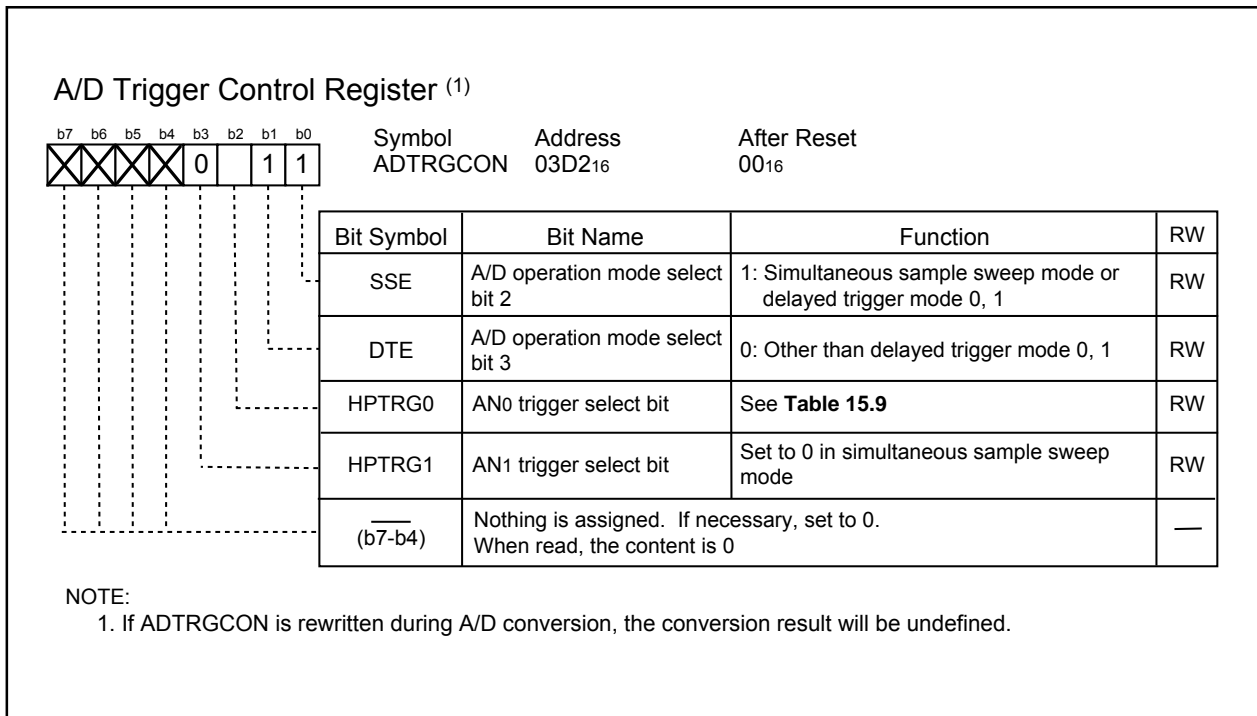 A/D Trigger Control Register (1)
b7 b6 b5 b4 b3 b2 b1 b0
Symbol Address After Reset
0 1 1
ADTRGCON 03D216 0016
Bit Symbol Bit Name Function RW
SSE A/D operation mode select bit 2 1: Simultaneous sample sweep mode or delayed trigger mode 0, 1 RW
DTE A/D operation mode select bit 3 0: Other than delayed trigger mode 0, 1 RW
HPTRG0 AN0 trigger select bit See Table 15.9 RW
HPTRG1 AN1 trigger select bit Set to 0 in simultaneous sample sweep mode RW
(b7-b4) Nothing is assigned. If necessary, set to 0.
When read, the content is 0 —
NOTE:
1. If ADTRGCON is rewritten during A/D conversion, the conversion result will be undefined.